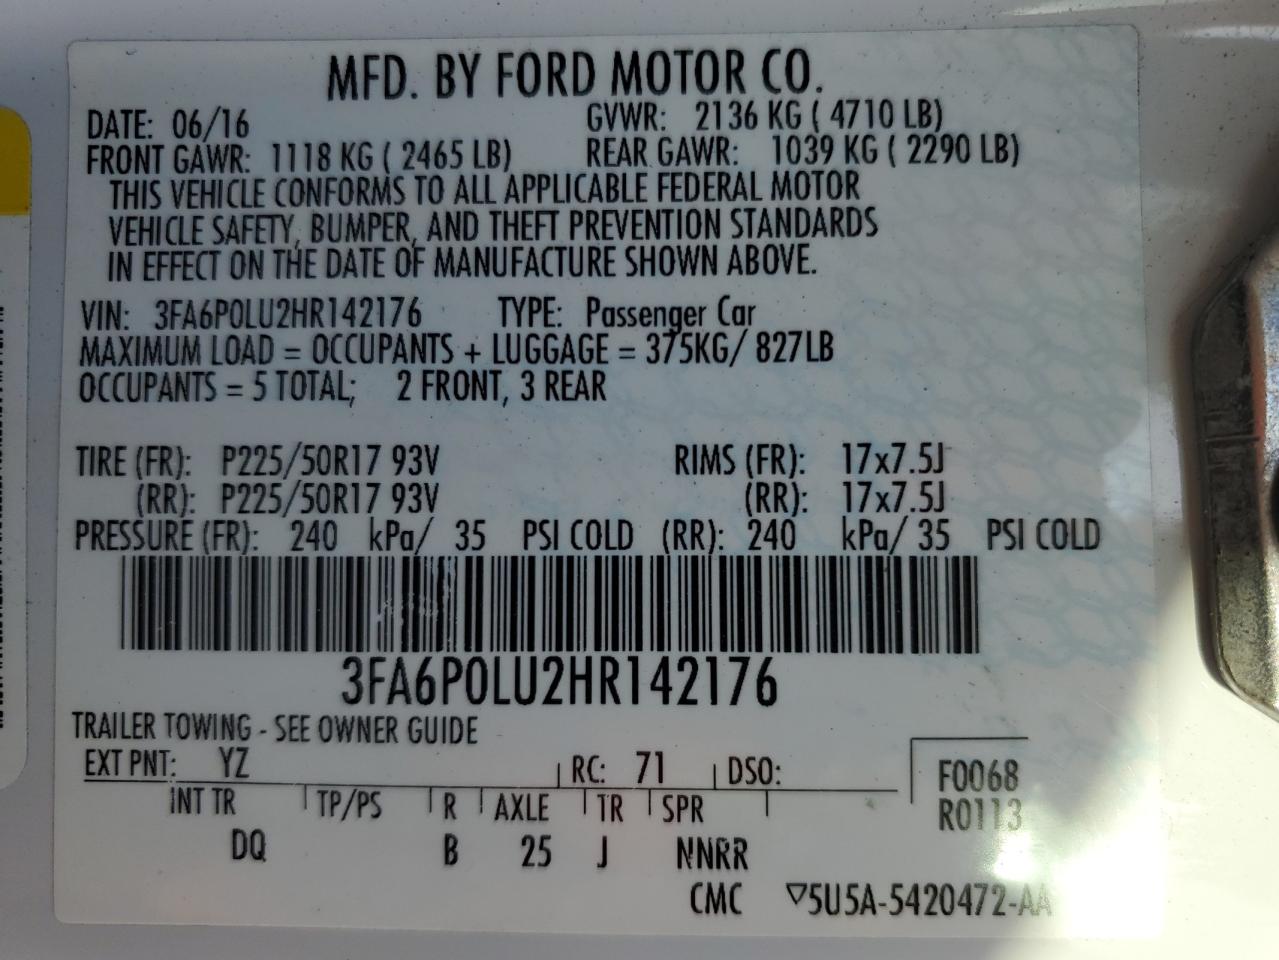 MFD. BY FORD MOTOR CO.
DATE: 06/16 GVWR: 2136 KG ( 4710 LB)
FRONT GAWR: 1118 KG ( 2465 LB) REAR GAWR: 1039 KG ( 2290 LB)
THIS VEHICLE CONFORMS TO ALL APPLICABLE FEDERAL MOTOR
VEHICLE SAFETY, BUMPER, AND THEFT PREVENTION STANDARDS
IN EFFECT ON THE DATE OF MANUFACTURE SHOWN ABOVE.
VIN: 3FA6P0LU2HR142176 TYPE: Passenger Car
MAXIMUM LOAD = OCCUPANTS + LUGGAGE = 375KG/ 827LB
OCCUPANTS = 5 TOTAL; 2 FRONT, 3 REAR
TIRE (FR): P225/50R17 93V RIMS (FR): 17x7.5J
(RR): P225/50R17 93V (RR): 17x7.5J
PRESSURE (FR): 240 kPa/ 35 PSI COLD (RR): 240 kPa/ 35 PSI COLD
3FA6P0LU2HR142176
TRAILER TOWING - SEE OWNER GUIDE
EXT PNT: YZ RC: 71 DSO:
F0068
INT TR TP/PS R AXLE TR SPR
R0113
DQ B 25 J NNRR
CMC ▽5U5A-5420472-AA